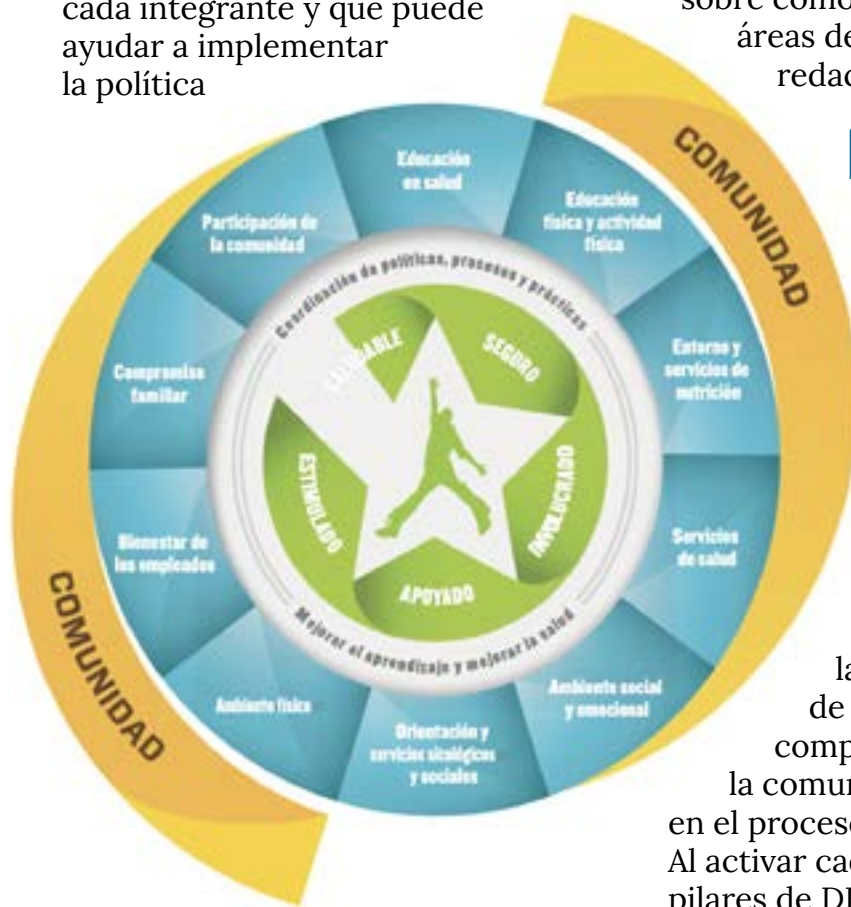 cada integrante y que puede
ayudar a implementar
la política
sobre cómo
áreas de
redac
COMUNIDAD
Educación
en salud
Educación
física y actividad
física
Entorno y
servicios de
nutrición
Servicios
de salud
Ambiente social
y emocional
Orientación y
servicios
y sociales
Ambiente físico
Bienestar de
los empleados
Compromiso
familiar
Participación de
la comunidad
Coordinación de políticas, procesos y prácticas
SEGURO
INVOLUCRADO
APOYADO
ESTIMULADO
Mejorar el aprendizaje y mejorar la salud
COMUNIDAD
la
de
comp
la comun
en el proceso
Al activar cad
pilares de